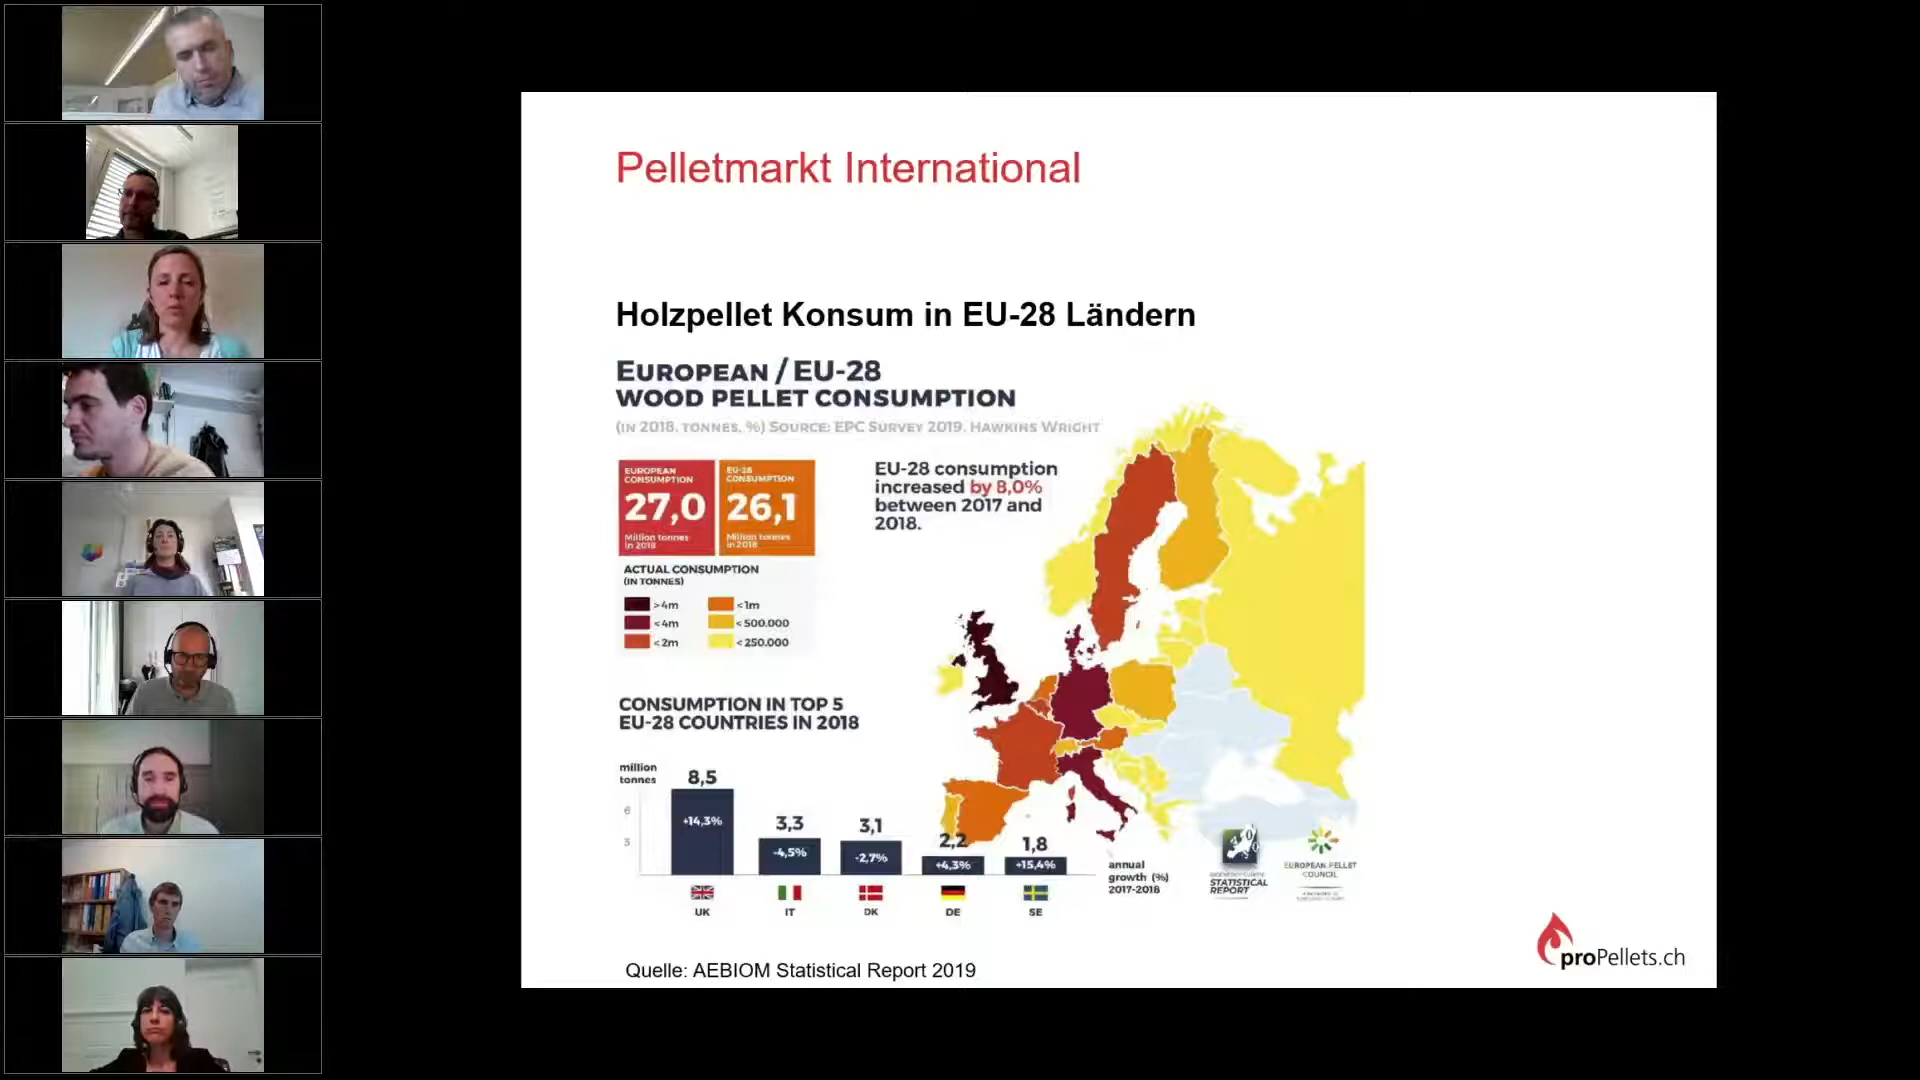 Pelletmarkt International
Holzpellet Konsum in EU-28 Ländern
EUROPEAN / EU-28
WOOD PELLET CONSUMPTION
(IN 2018, TONNES, %) SOURCE: EPC SURVEY 2019, HAWKINS WRIGHT
EUROPEAN
CONSUMPTION
27,0
Million tonnes
in 2018
EU-28
CONSUMPTION
26,1
Million tonnes
in 2018
EU-28 consumption
increased by 8,0%
between 2017 and
2018.
ACTUAL CONSUMPTION
(IN TONNES)
>4m
<4m
<2m
<1m
<500.000
<250.000
CONSUMPTION IN TOP 5
EU-28 COUNTRIES IN 2018
million
tonnes
6
3
8,5
+14,3%
UK
3,3
-4,5%
IT
3,1
-2,7%
DK
2,2
+4,3%
DE
1,8
+15,4%
SE
annual
growth (%)
2017-2018
STATISTICAL
REPORT
EUROPEAN PELLET
COUNCIL
proPellets.ch
Quelle: AEBIOM Statistical Report 2019